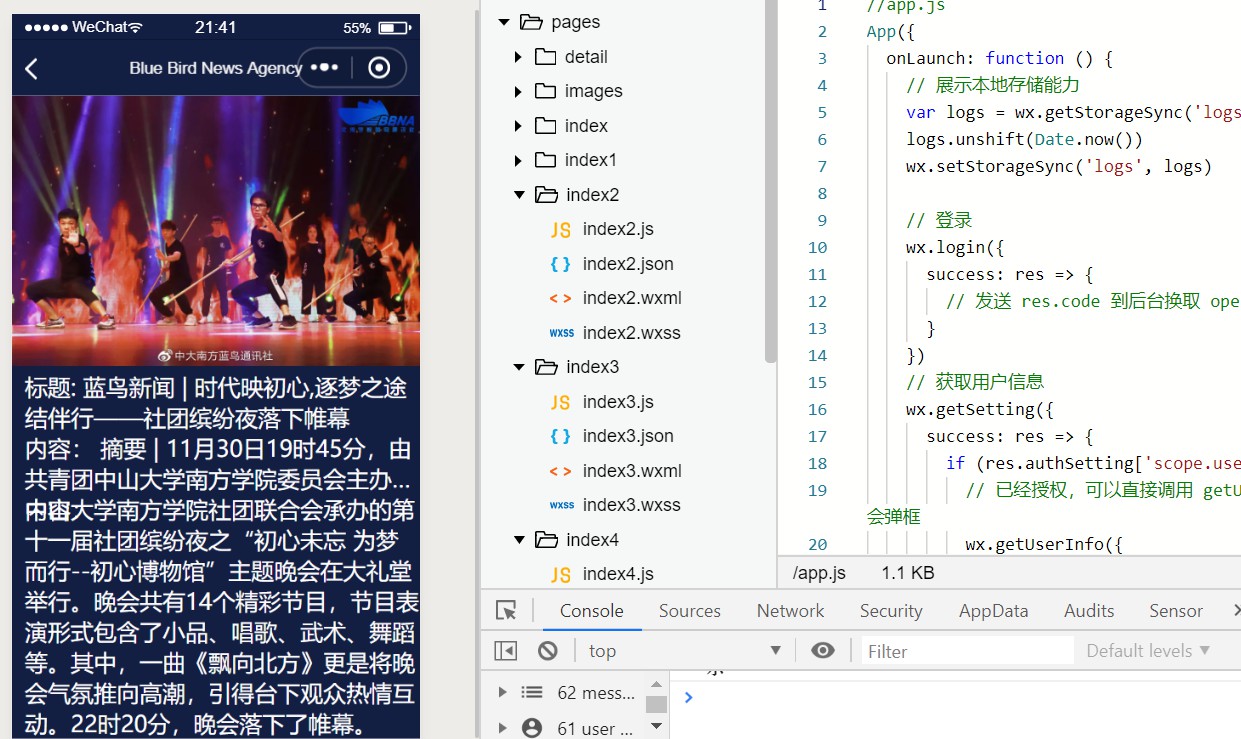 WeChat
21:41
55%
Blue Bird News Agency
BBNA
中大南方蓝鸟通讯社
标题: 蓝鸟新闻 | 时代映初心,逐梦之途
结伴行——社团缤纷夜落下帷幕
内容： 摘要 | 11月30日19时45分，由
共青团中山大学南方学院委员会主办...
中山大学南方学院社团联合会承办的第
十一届社团缤纷夜之“初心未忘 为梦
而行--初心博物馆”主题晚会在大礼堂
举行。晚会共有14个精彩节目，节目表
演形式包含了小品、唱歌、武术、舞蹈
等。其中，一曲《飘向北方》更是将晚
会气氛推向高潮，引得台下观众热情互
动。22时20分，晚会落下了帷幕。
pages
detail
images
index
index1
index2
JS index2.js
{ } index2.json
< > index2.wxml
wxss index2.wxss
index3
JS index3.js
{ } index3.json
< > index3.wxml
wxss index3.wxss
index4
JS index4.js
1 //app.js
2 App({
3 onLaunch: function () {
4 // 展示本地存储能力
5 var logs = wx.getStorageSync('logs
6 logs.unshift(Date.now())
7 wx.setStorageSync('logs', logs)
8
9 // 登录
10 wx.login({
11 success: res => {
12 // 发送 res.code 到后台换取 ope
13 }
14 })
15 // 获取用户信息
16 wx.getSetting({
17 success: res => {
18 if (res.authSetting['scope.use
19 // 已经授权，可以直接调用 getU
会弹框
20 wx.getUserInfo({
/app.js 1.1 KB
Console Sources Network Security AppData Audits Sensor
top Filter Default levels
62 mess...
61 user ...